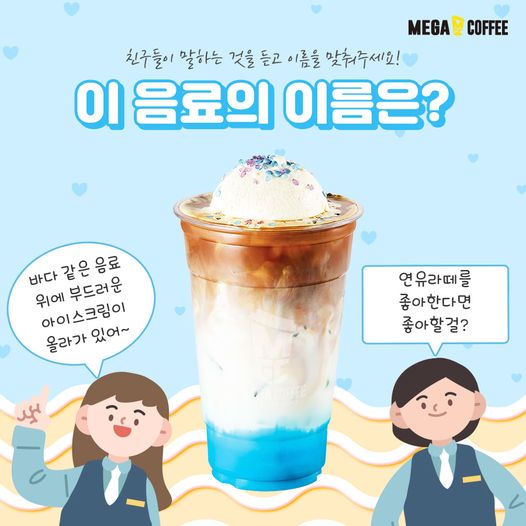 MEGA COFFEE
친구들이 말하는 것을 듣고 이름을 맞춰주세요!
이 음료의 이름은?
바다 같은 음료
위에 부드러운
아이스크림이
올라가 있어~
연유라떼를
좋아한다면
좋아할걸?
COFFEE